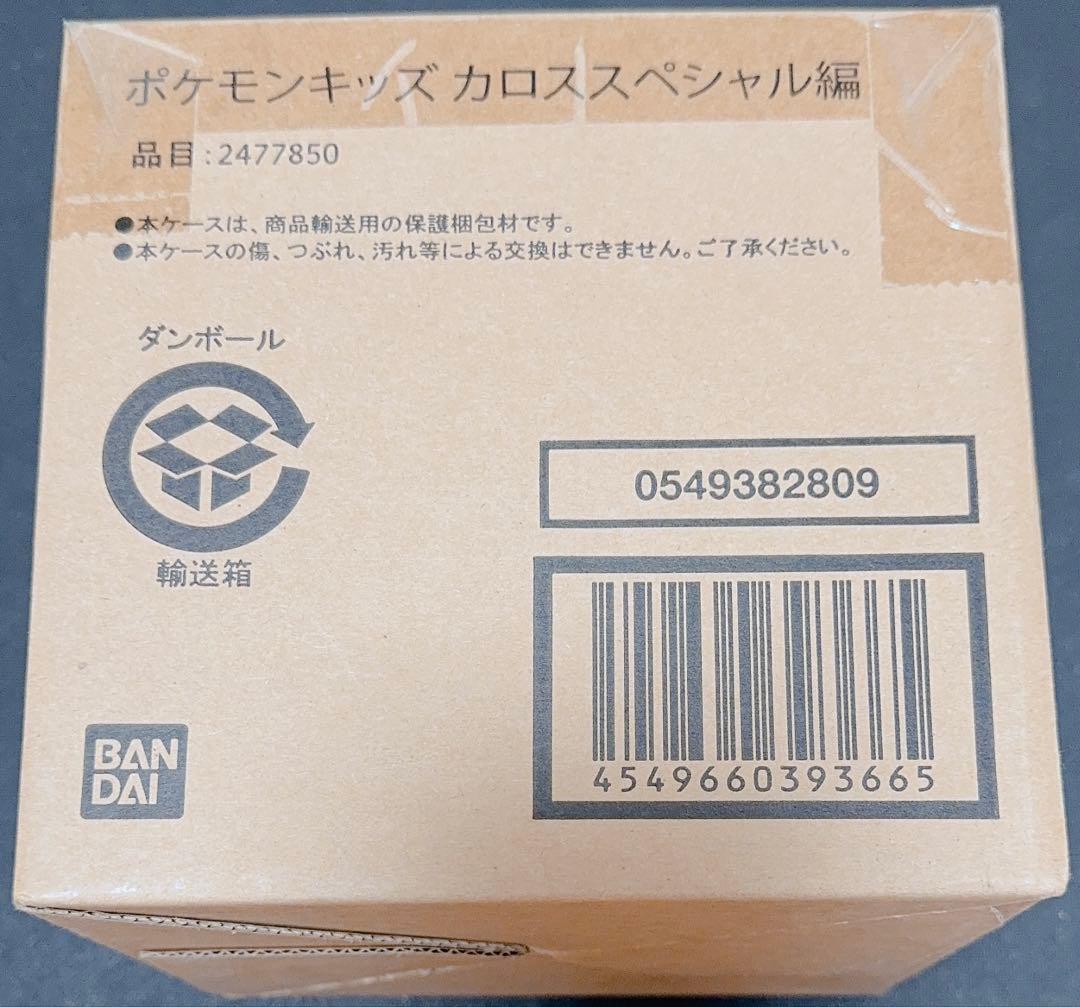 ポケモンキッズ カロススペシャル編
品目:2477850
●本ケースは、商品輸送用の保護梱包材です。
●本ケースの傷、つぶれ、汚れ等による交換はできません。ご了承ください。
ダンボール
輸送箱
0549382809
4549660393665
BAN
DAI